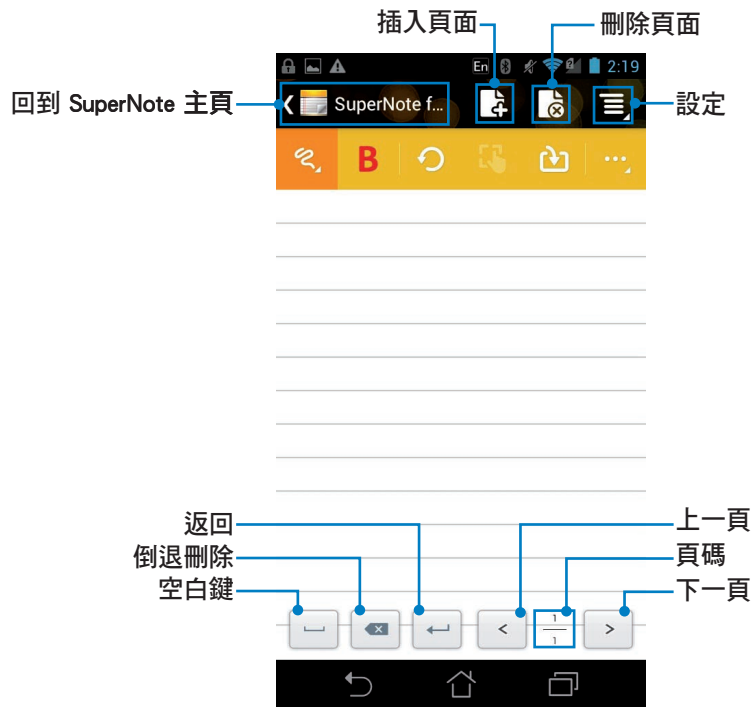 插入頁面 刪除頁面
En 2:19
回到 SuperNote 主頁 SuperNote f... 設定
B
返回 上一頁
倒退刪除 頁碼
空白鍵 下一頁
1
1